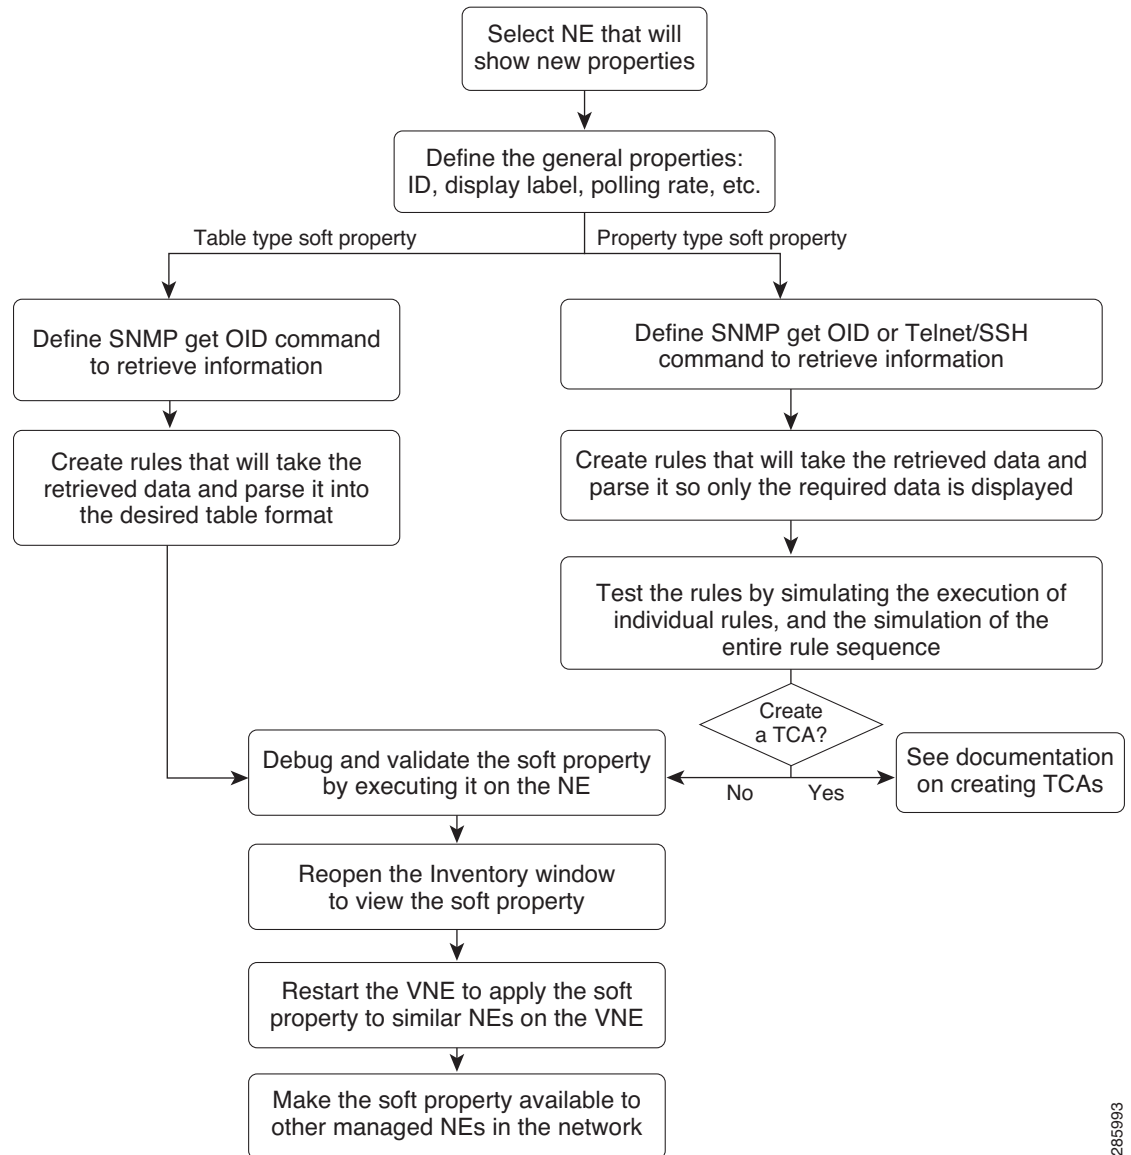 Select NE that will
show new properties
Define the general properties:
ID, display label, polling rate, etc.
Table type soft property
Property type soft property
Define SNMP get OID command
to retrieve information
Define SNMP get OID or Telnet/SSH
command to retrieve information
Create rules that will take the
retrieved data and parse it into
the desired table format
Create rules that will take the retrieved data and
parse it so only the required data is displayed
Test the rules by simulating the execution of
individual rules, and the simulation of the
entire rule sequence
Create
a TCA?
No
Yes
See documentation
on creating TCAs
Debug and validate the soft property
by executing it on the NE
Reopen the Inventory window
to view the soft property
Restart the VNE to apply the soft
property to similar NEs on the VNE
Make the soft property available to
other managed NEs in the network
285993